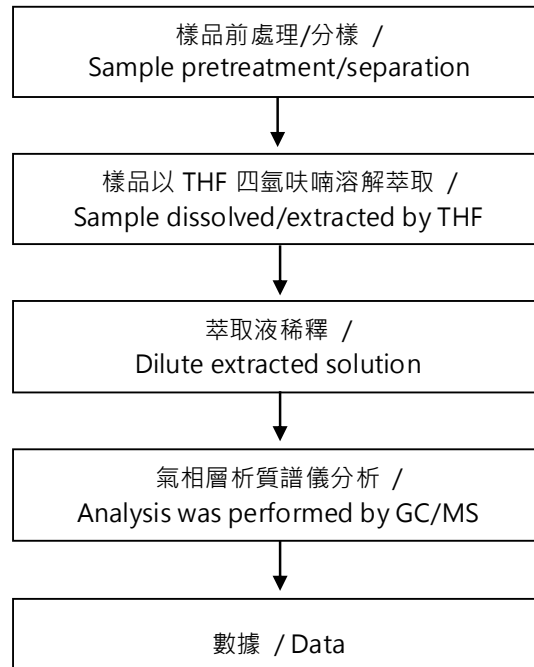 樣品前處理/分樣 /
Sample pretreatment/separation
樣品以 THF 四氫呋喃溶解萃取 /
Sample dissolved/extracted by THF
萃取液稀釋 /
Dilute extracted solution
氣相層析質譜儀分析 /
Analysis was performed by GC/MS
數據 / Data